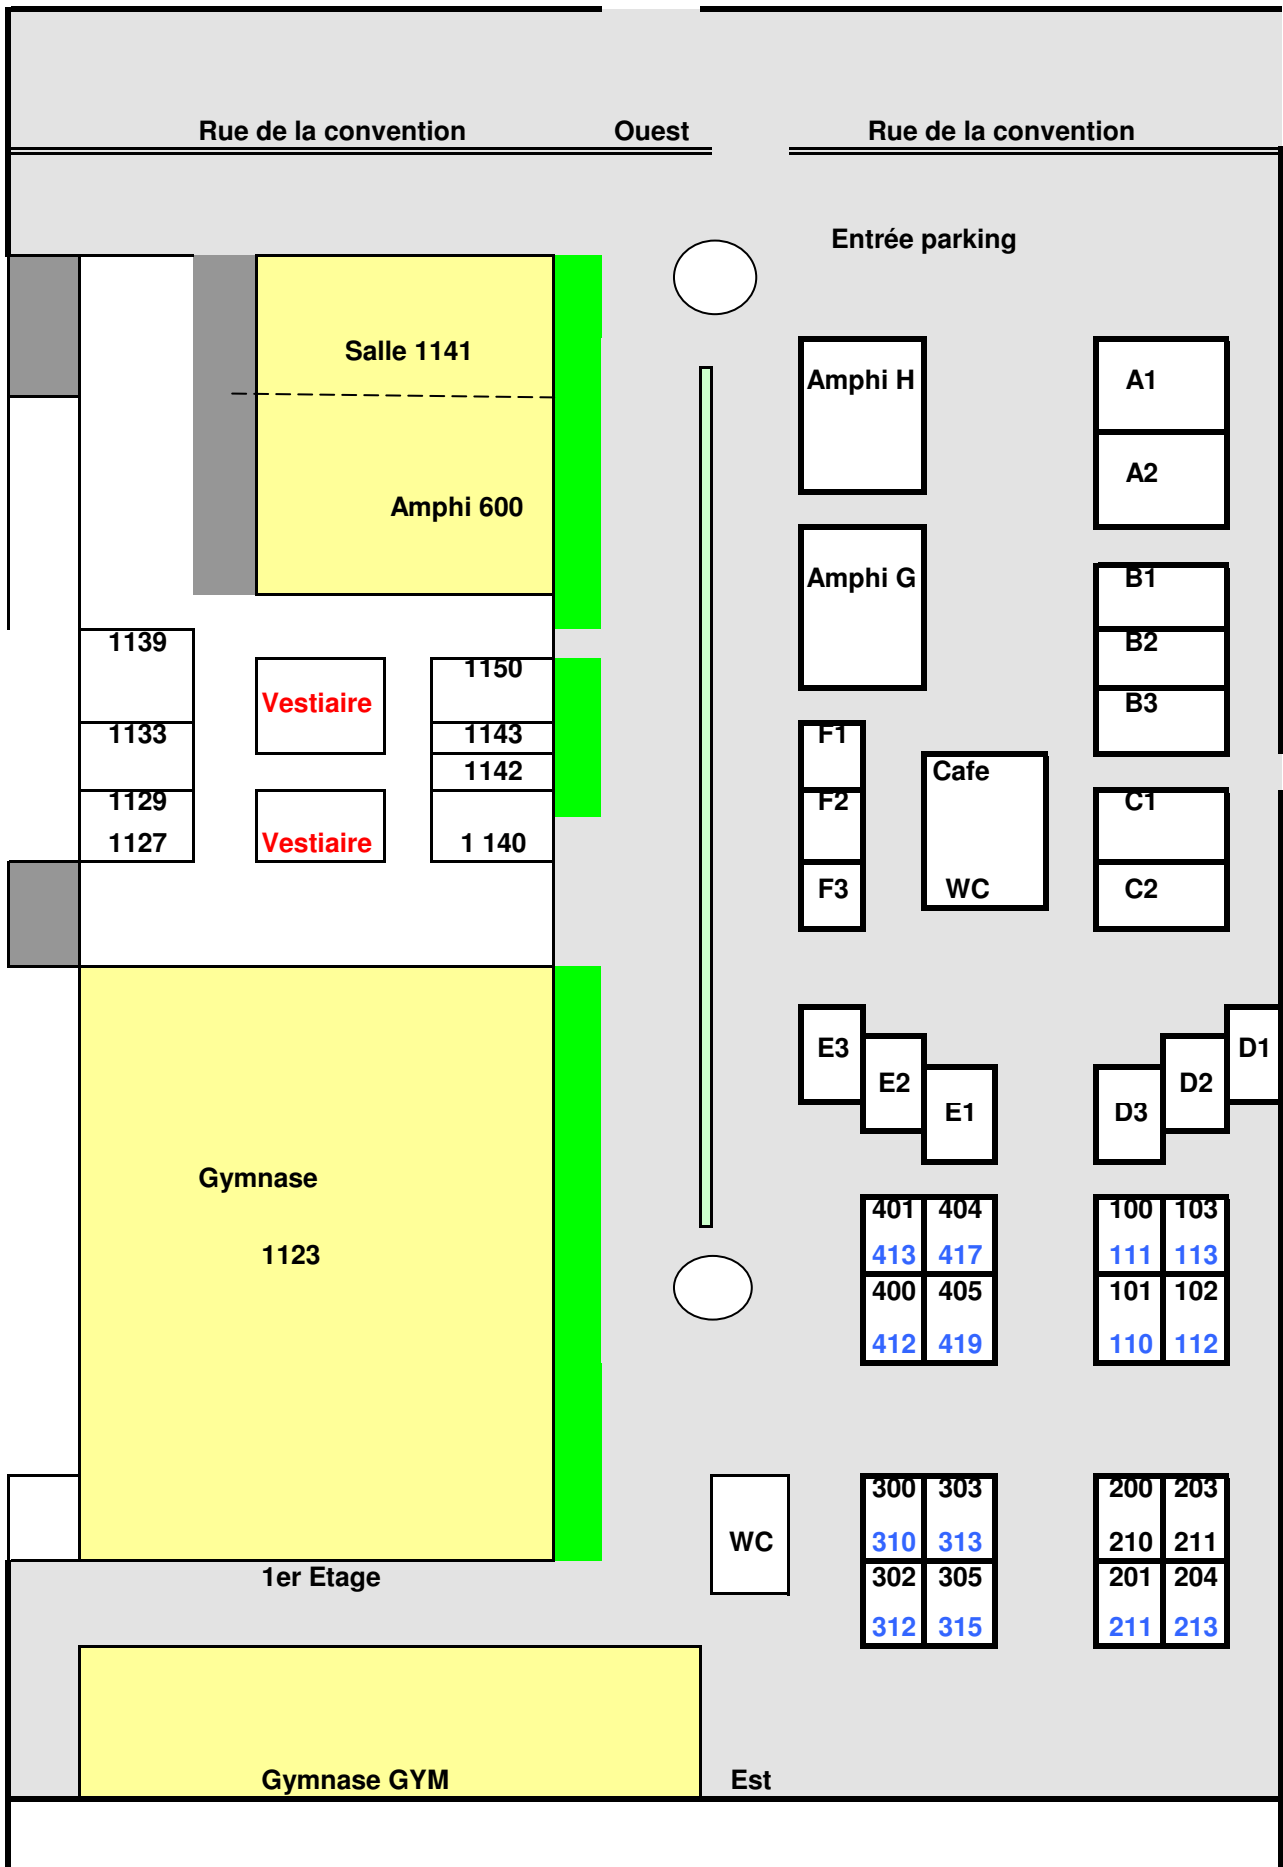 Rue de la convention Ouest Rue de la convention
Entrée parking
Salle 1141
Amphi 600
1139
1133
1129
1127
Vestiaire
Vestiaire
1150
1143
1142
1 140
Gymnase
1123
1er Etage
Gymnase GYM
Est
WC
Amphi H
Amphi G
F1
F2
F3
Cafe
WC
A1
A2
B1
B2
B3
C1
C2
E3
E2
E1
D3
D2
D1
401 404
413 417
400 405
412 419
100 103
111 113
101 102
110 112
300 303
310 313
302 305
312 315
200 203
210 211
201 204
211 213